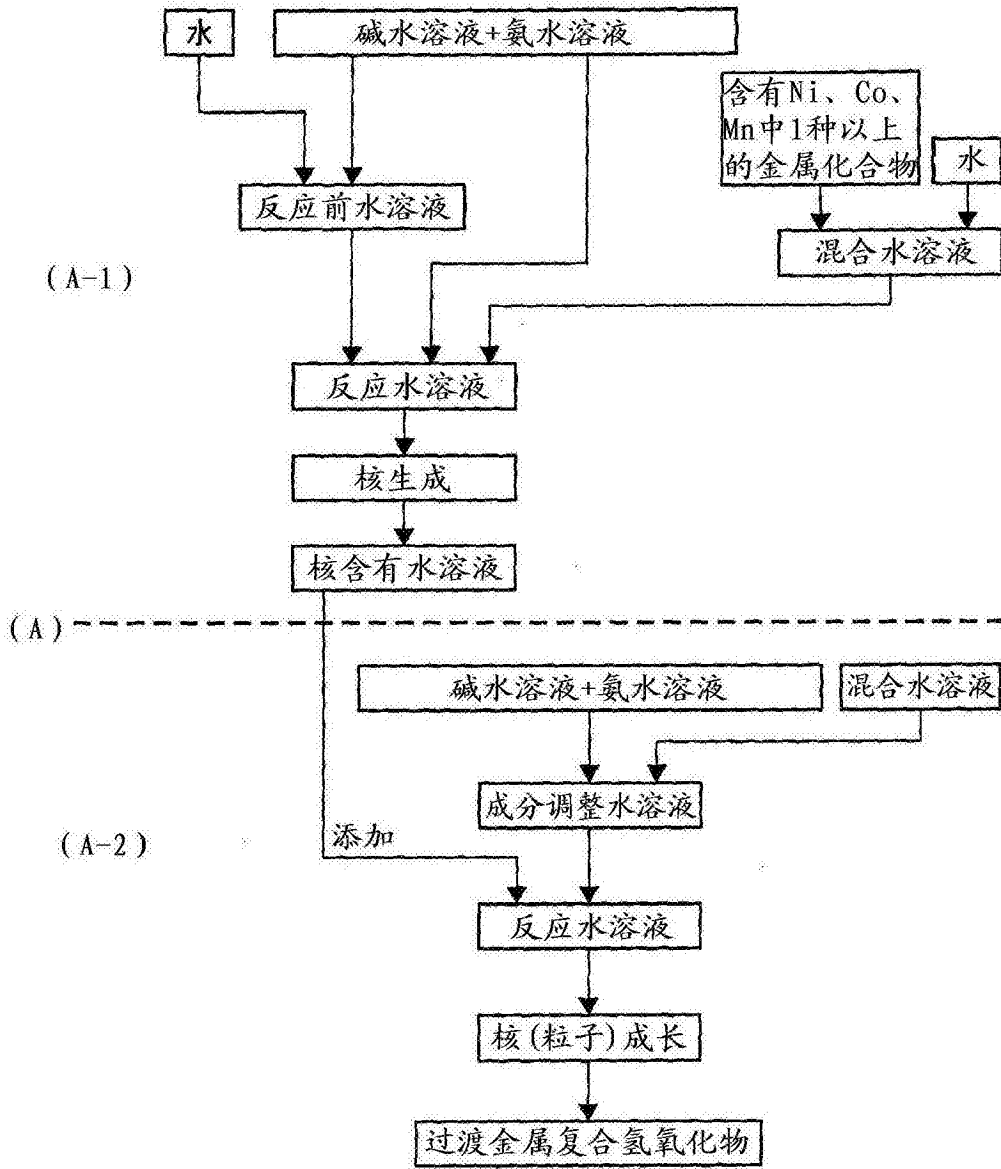 水
碱水溶液+氨水溶液
含有Ni、Co、
Mn中1种以上
的金属化合物
水
反应前水溶液
混合水溶液
(A-1)
反应水溶液
核生成
核含有水溶液
(A)
碱水溶液+氨水溶液
混合水溶液
成分调整水溶液
(A-2)
添加
反应水溶液
核(粒子)成长
过渡金属复合氢氧化物